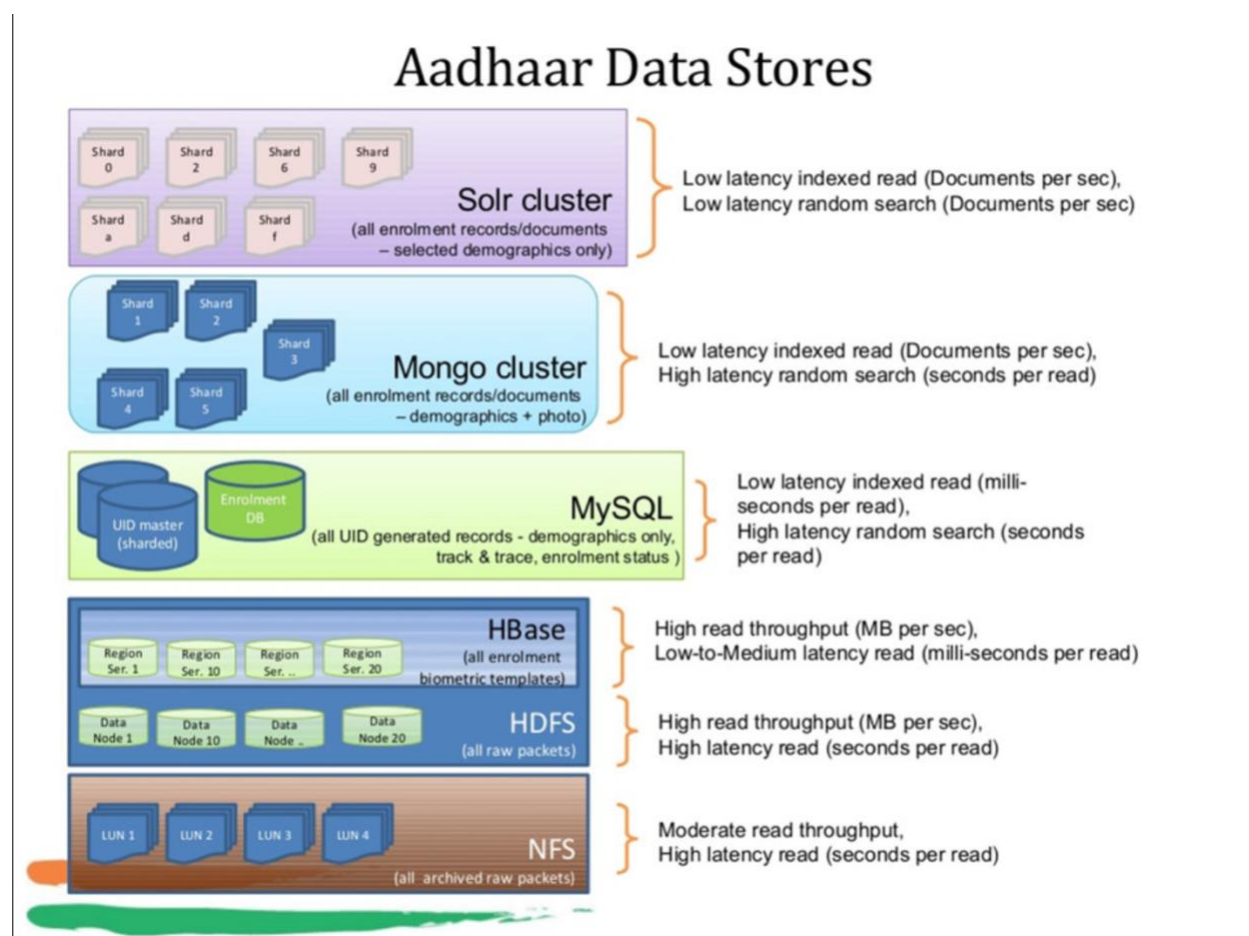 Aadhaar Data Stores
Shard
0
Shard
2
Shard
6
Shard
9
Shard
a
Shard
d
Shard
f
Solr cluster
(all enrolment records/documents
– selected demographics only)
Low latency indexed read (Documents per sec),
Low latency random search (Documents per sec)
Shard
1
Shard
2
Shard
3
Shard
4
Shard
5
Mongo cluster
(all enrolment records/documents
– demographics + photo)
Low latency indexed read (Documents per sec),
High latency random search (seconds per read)
UID master
(sharded)
Enrolment
DB
MySQL
(all UID generated records - demographics only,
track & trace, enrolment status )
Low latency indexed read (milli-
seconds per read),
High latency random search (seconds
per read)
HBase
(all enrolment
biometric templates)
Region
Ser. 1
Region
Ser. 10
Region
Ser. ..
Region
Ser. 20
High read throughput (MB per sec),
Low-to-Medium latency read (milli-seconds per read)
Data
Node 1
Data
Node 10
Data
Node ..
Data
Node 20
HDFS
(all raw packets)
High read throughput (MB per sec),
High latency read (seconds per read)
LUN 1
LUN 2
LUN 3
LUN 4
NFS
(all archived raw packets)
Moderate read throughput,
High latency read (seconds per read)